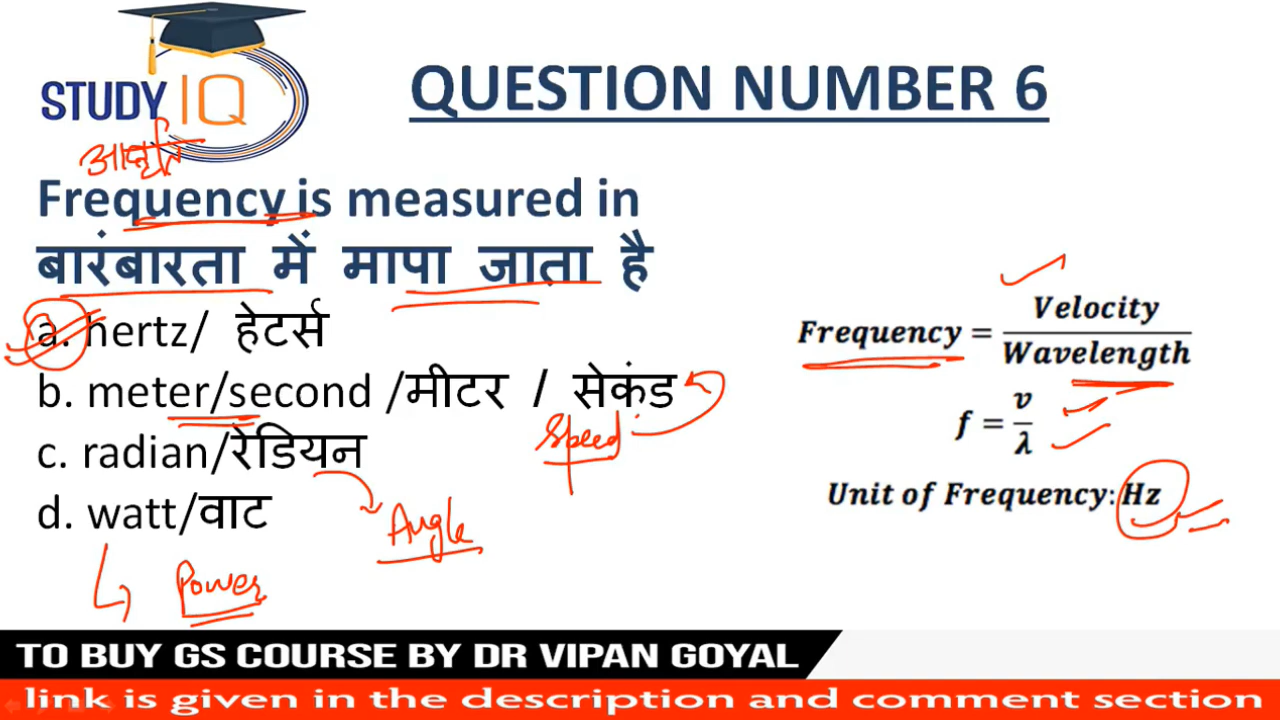 STUDY IQ
QUESTION NUMBER 6
आवृत्ति
Frequency is measured in
बारंबारता में मापा जाता है
a. hertz/ हेटर्स
b. meter/second /मीटर / सेकंड
Speed
c. radian/रेडियन
Angle
d. watt/वाट
Power
Frequency = Velocity / Wavelength
f = v / λ
Unit of Frequency: Hz
TO BUY GS COURSE BY DR VIPAN GOYAL
link is given in the description and comment section